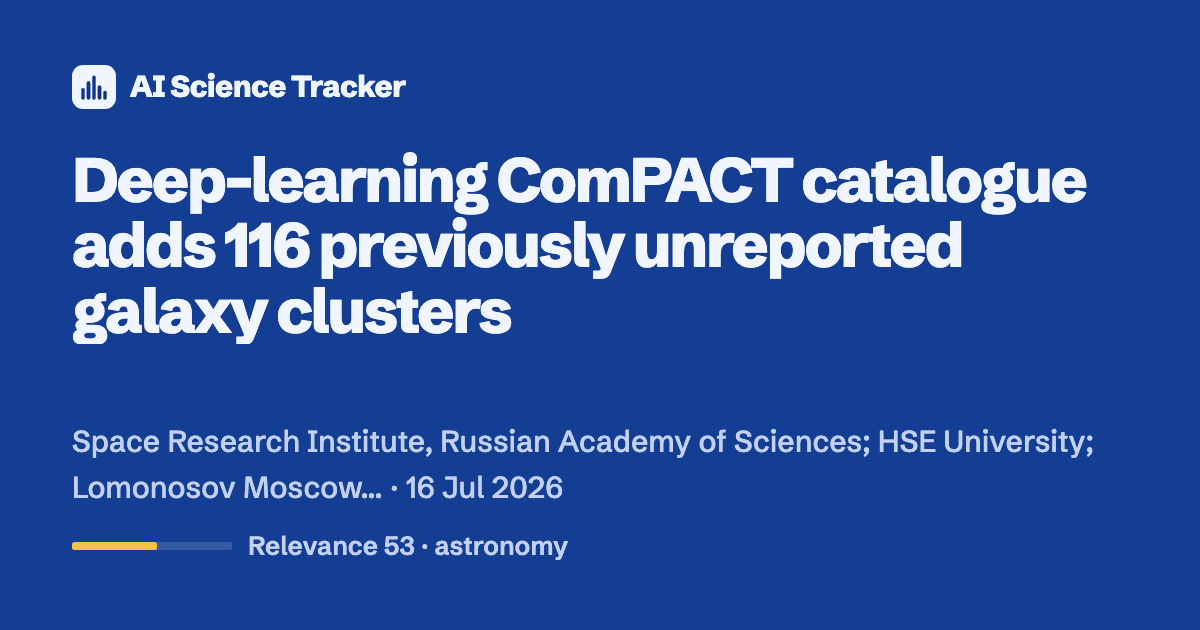 AI Science Tracker
Deep-learning ComPACT catalogue
adds 116 previously unreported
galaxy clusters
Space Research Institute, Russian Academy of Sciences; HSE University;
Lomonosov Moscow... · 16 Jul 2026
Relevance 53 · astronomy